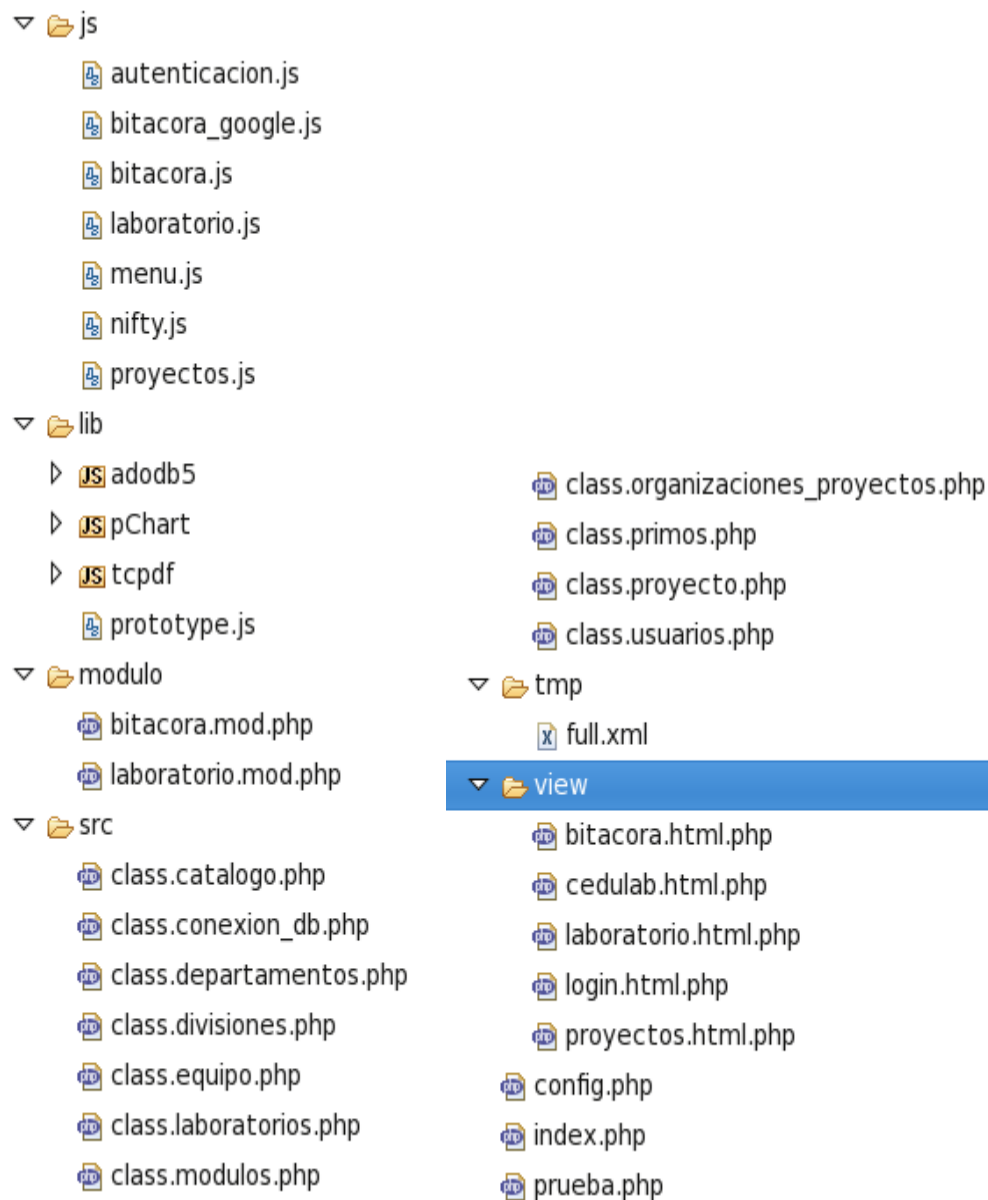 js
autenticacion.js
bitacora_google.js
bitacora.js
laboratorio.js
menu.js
nifty.js
proyectos.js
lib
adodb5
pChart
tcpdf
prototype.js
modulo
bitacora.mod.php
laboratorio.mod.php
src
class.catalogo.php
class.conexion_db.php
class.departamentos.php
class.divisiones.php
class.equipo.php
class.laboratorios.php
class.modulos.php
class.organizaciones_proyectos.php
class.primos.php
class.proyecto.php
class.usuarios.php
tmp
full.xml
view
bitacora.html.php
cedulab.html.php
laboratorio.html.php
login.html.php
proyectos.html.php
config.php
index.php
prueba.php